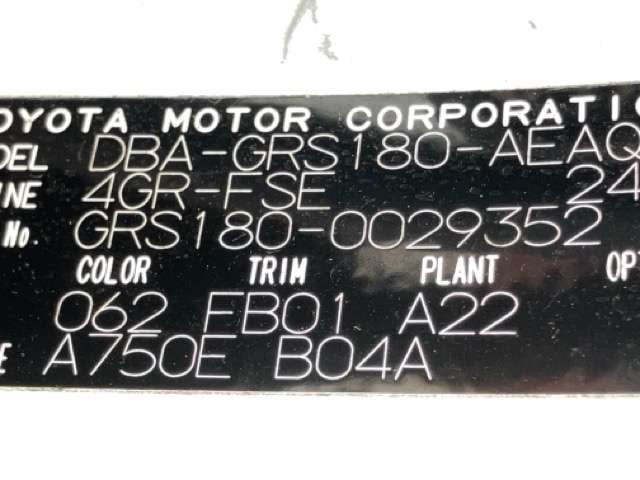 TOYOTA MOTOR CORPORATI
DEL DBA-GRS180-AEAQ
INE 4GR-FSE 24
No. GRS180-0029352
COLOR TRIM PLANT OPT
062 FB01 A22
E A750E B04A